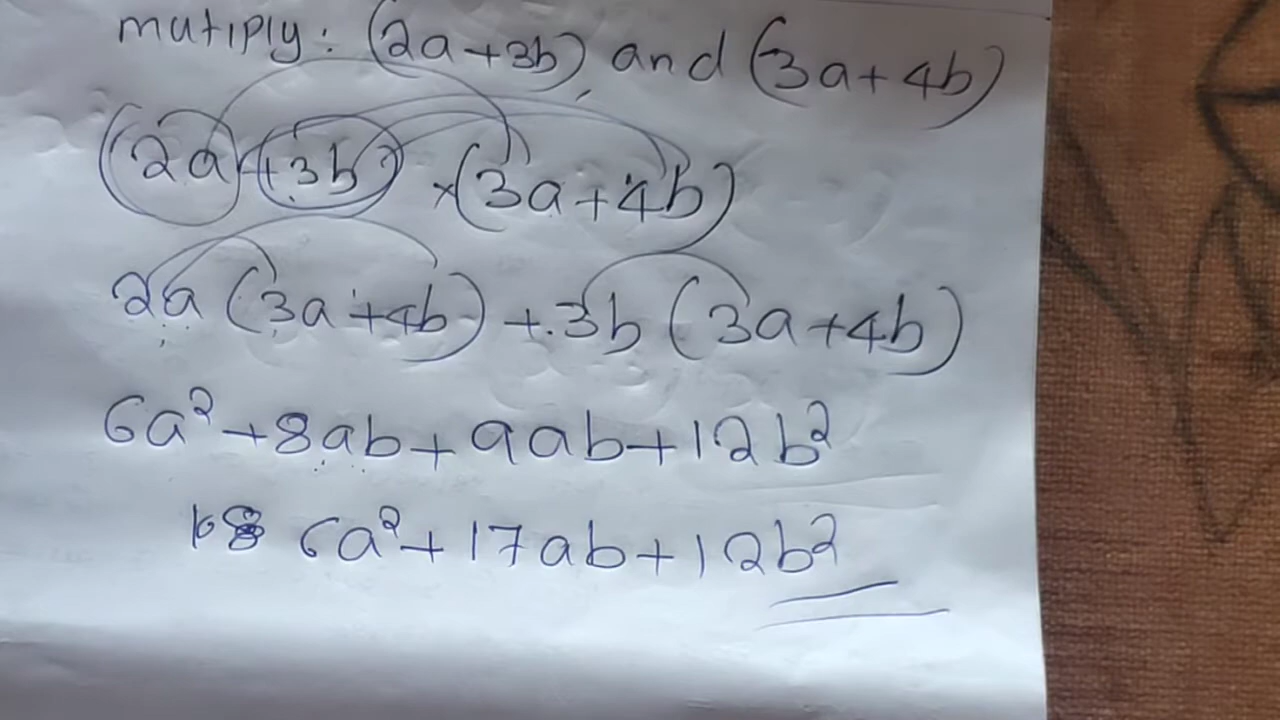 mutiply: (2a+3b) and (3a+4b)
(2a+3b) ×(3a+4b)
2a (3a+4b) + 3b (3a+4b)
6a²+8ab+9ab+12b²
6a²+17ab+12b²